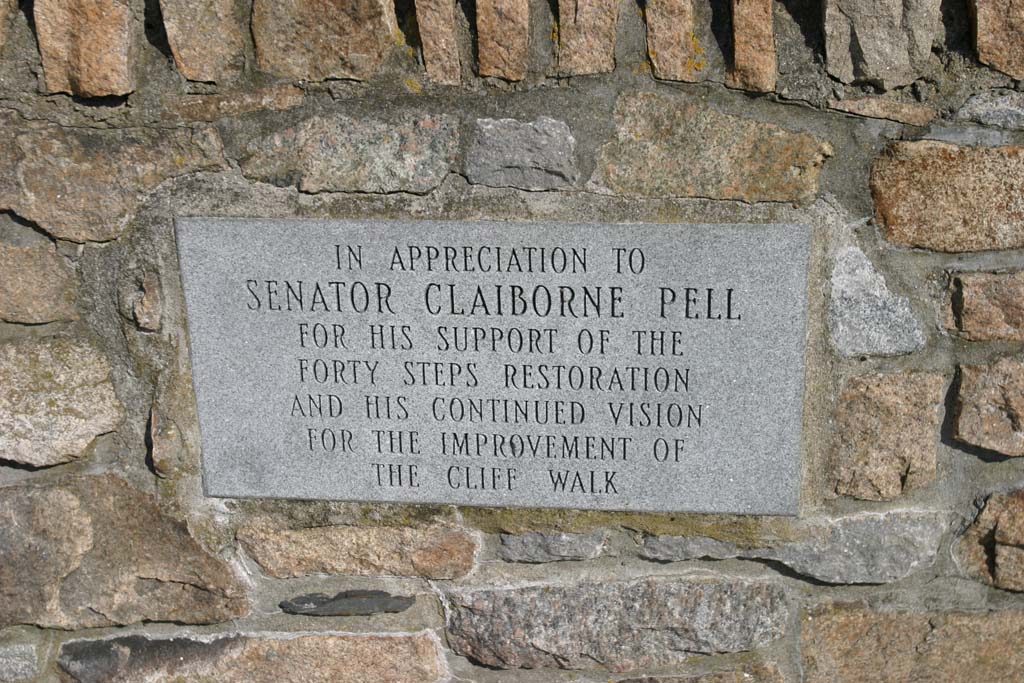 IN APPRECIATION TO
SENATOR CLAIBORNE PELL
FOR HIS SUPPORT OF THE
FORTY STEPS RESTORATION
AND HIS CONTINUED VISION
FOR THE IMPROVEMENT OF
THE CLIFF WALK